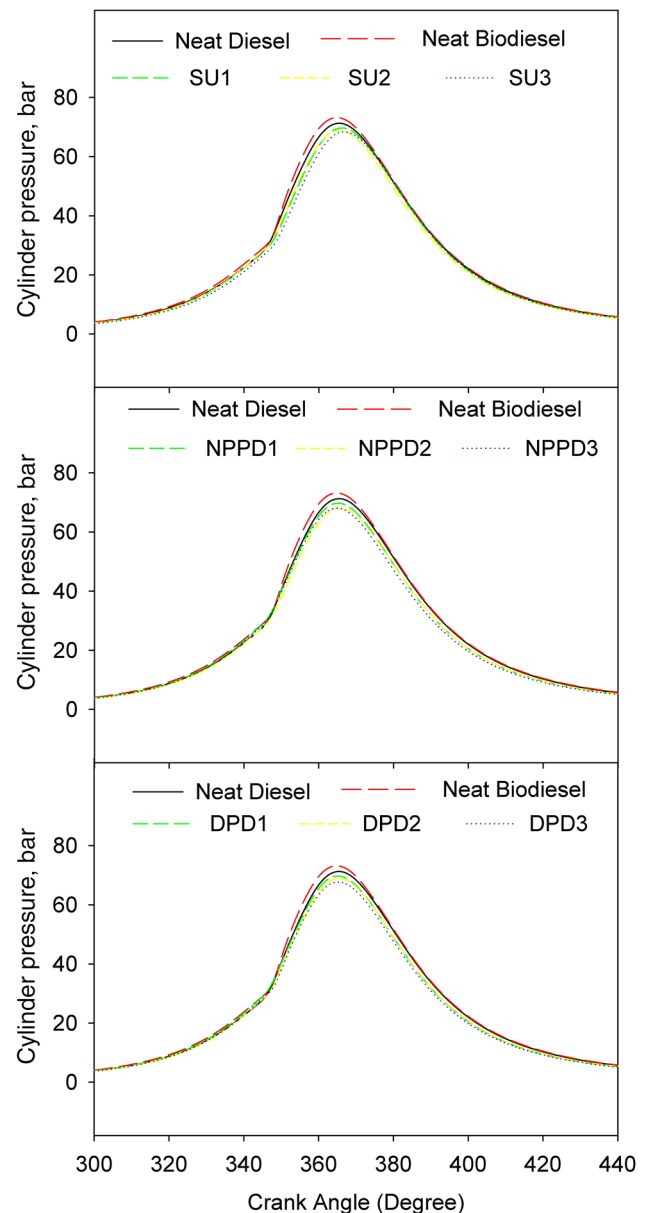 Neat Diesel Neat Biodiesel
SU1 SU2 SU3
80
60
40
20
0
Cylinder pressure, bar
Neat Diesel Neat Biodiesel
NPPD1 NPPD2 NPPD3
80
60
40
20
0
Cylinder pressure, bar
Neat Diesel Neat Biodiesel
DPD1 DPD2 DPD3
80
60
40
20
0
Cylinder pressure, bar
300 320 340 360 380 400 420 440
Crank Angle (Degree)